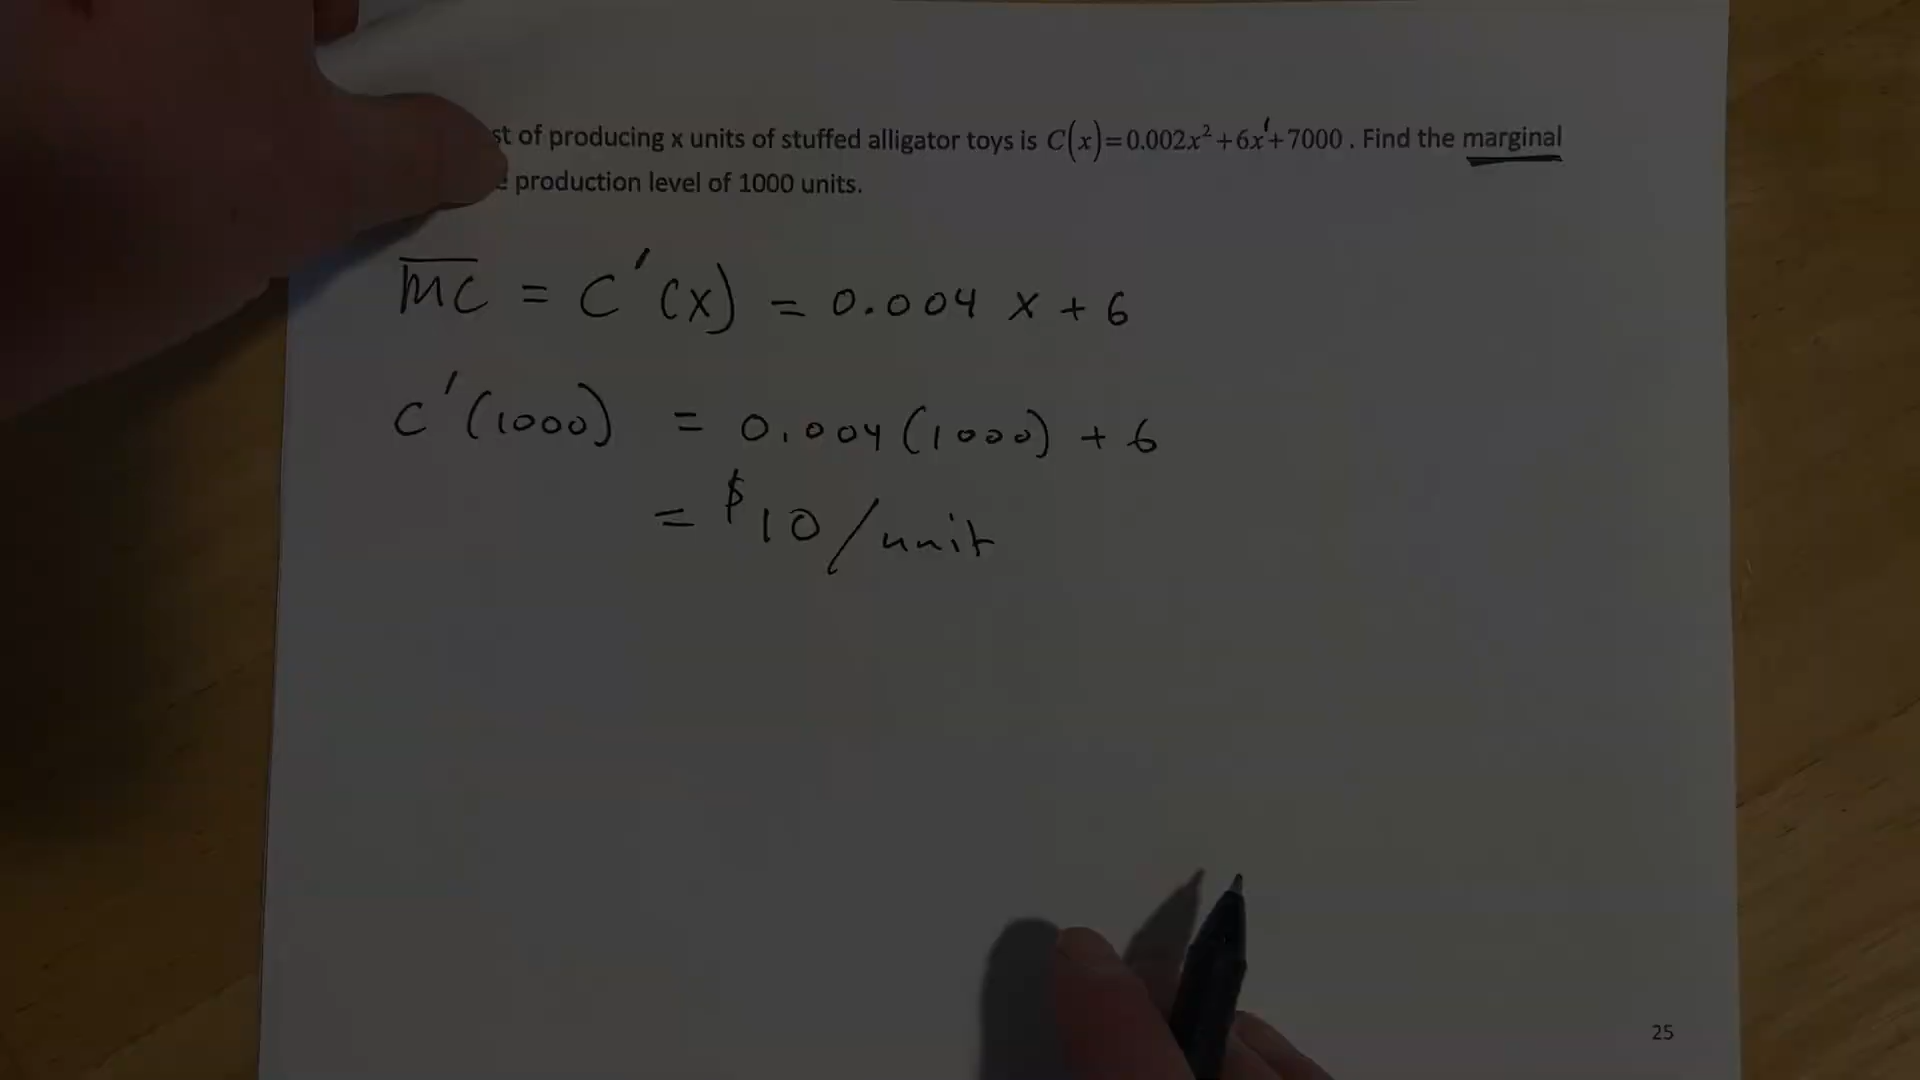 of producing x units of stuffed alligator toys is C(x)=0.002x²+6x'+7000. Find the marginal
production level of 1000 units.
MC = C'(x) = 0.004 x + 6
C'(1000) = 0.004(1000) + 6
= $10/unit
25